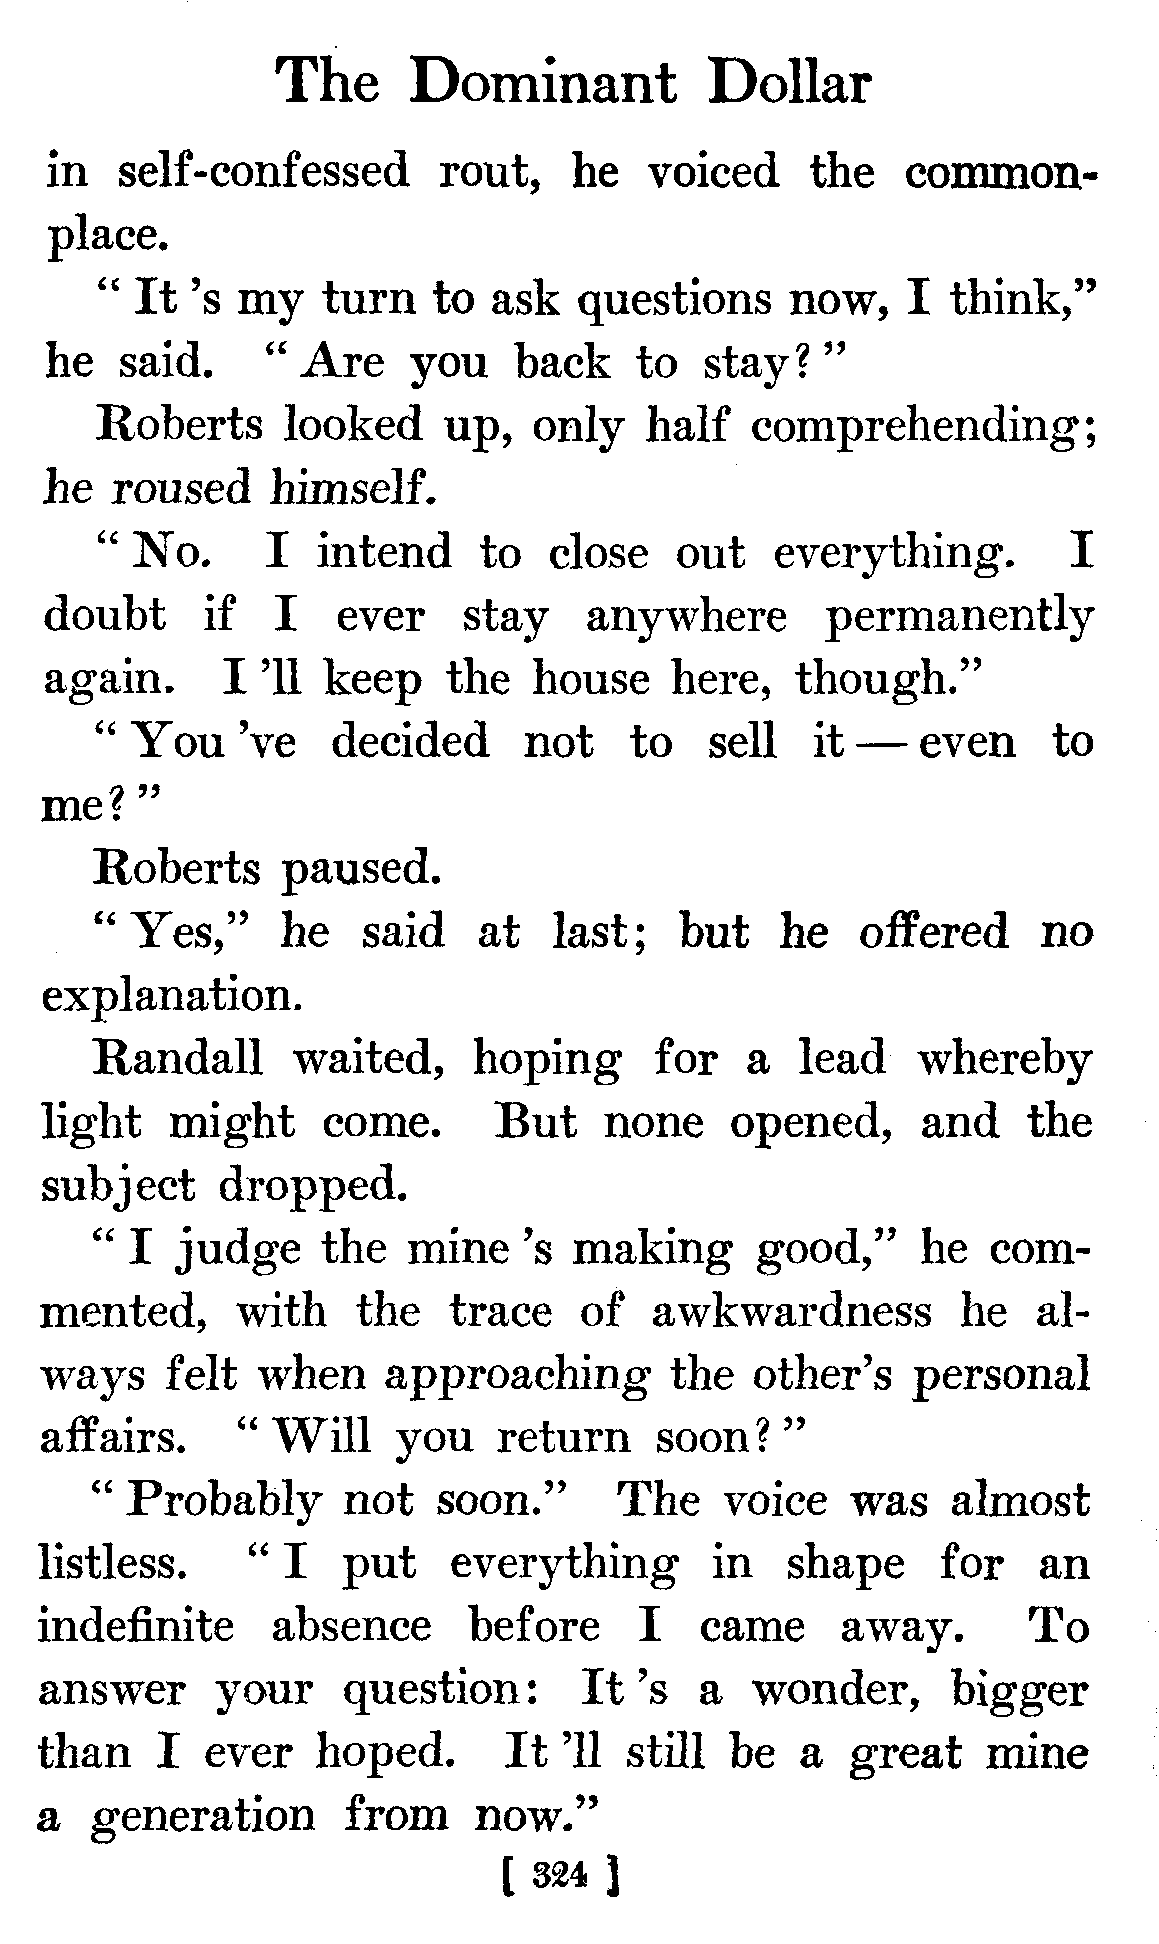 The Dominant Dollar
in self-confessed rout, he voiced the common-
place.
“ It ’s my turn to ask questions now, I think,”
he said. “ Are you back to stay? ”
Roberts looked up, only half comprehending;
he roused himself.
“ No. I intend to close out everything. I
doubt if I ever stay anywhere permanently
again. I ’ll keep the house here, though.”
“ You ’ve decided not to sell it — even to
me? ”
Roberts paused.
“ Yes,” he said at last; but he offered no
explanation.
Randall waited, hoping for a lead whereby
light might come. But none opened, and the
subject dropped.
“ I judge the mine ’s making good,” he com-
mented, with the trace of awkwardness he al-
ways felt when approaching the other’s personal
affairs. “ Will you return soon? ”
“ Probably not soon.” The voice was almost
listless. “ I put everything in shape for an
indefinite absence before I came away. To
answer your question: It ’s a wonder, bigger
than I ever hoped. It ’ll still be a great mine
a generation from now.”
[ 324 ]